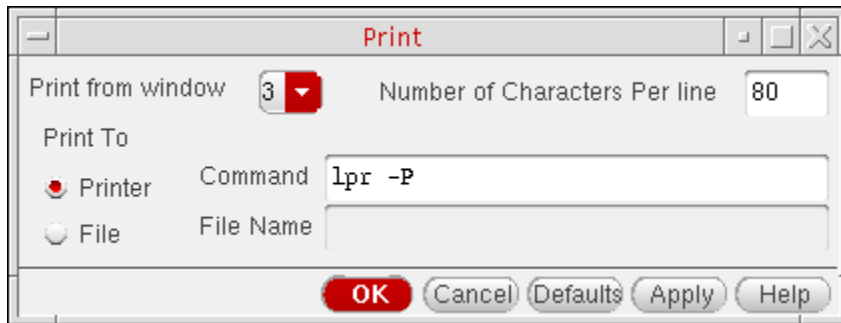 Print
Print from window 3 Number of Characters Per line 80
Print To
Printer Command lpr -P
File File Name
OK Cancel Defaults Apply Help